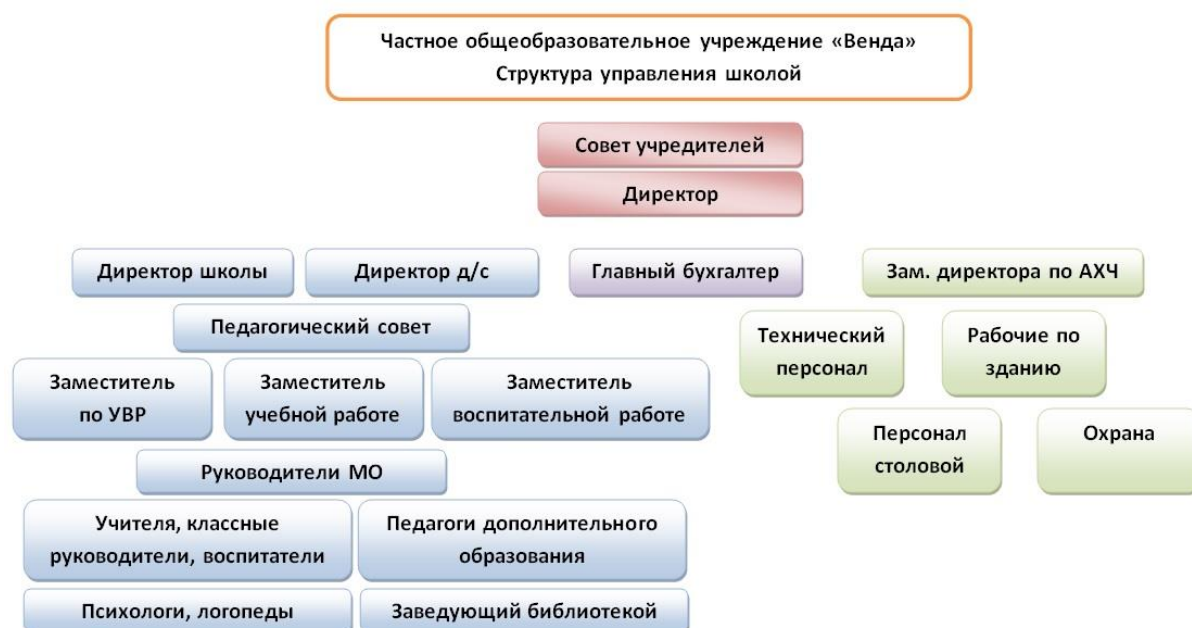 Частное общеобразовательное учреждение «Венда»
Структура управления школой
Совет учредителей
Директор
Директор школы
Директор д/с
Главный бухгалтер
Зам. директора по АХЧ
Педагогический совет
Технический
персонал
Рабочие по
зданию
Заместитель
по УВР
Заместитель
учебной работе
Заместитель
воспитательной работе
Персонал
столовой
Охрана
Руководители МО
Учителя, классные
руководители, воспитатели
Педагоги дополнительного
образования
Психологи, логопеды
Заведующий библиотекой